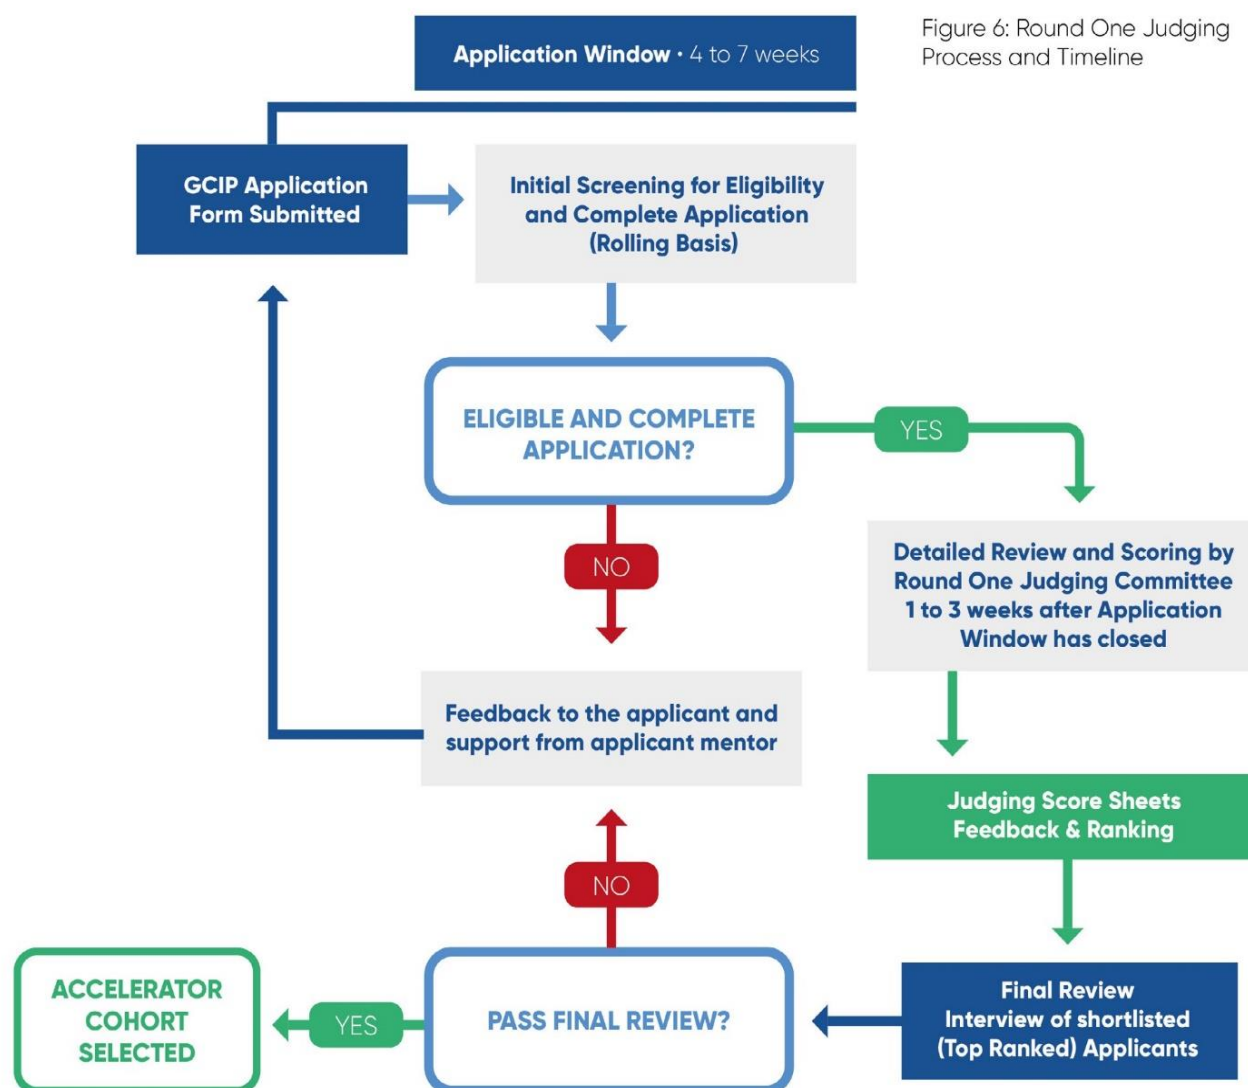 Figure 6: Round One Judging
Process and Timeline
Application Window · 4 to 7 weeks
GCIP Application
Form Submitted
Initial Screening for Eligibility
and Complete Application
(Rolling Basis)
ELIGIBLE AND COMPLETE
APPLICATION?
YES
NO
Detailed Review and Scoring by
Round One Judging Committee
1 to 3 weeks after Application
Window has closed
Feedback to the applicant and
support from applicant mentor
Judging Score Sheets
Feedback & Ranking
NO
Final Review
Interview of shortlisted
(Top Ranked) Applicants
PASS FINAL REVIEW?
YES
ACCELERATOR
COHORT
SELECTED